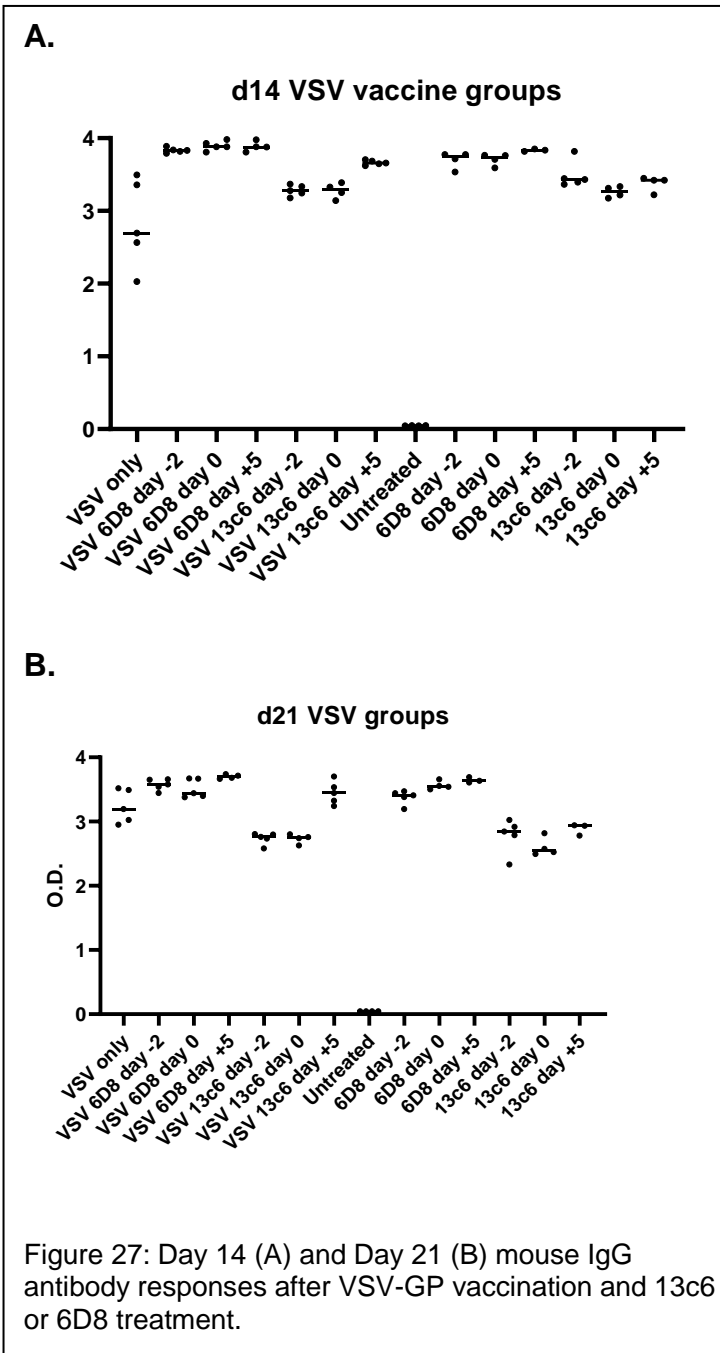 A.
d14 VSV vaccine groups
4
3
2
1
0
VSV only
VSV 6D8 day -2
VSV 6D8 day 0
VSV 6D8 day +5
VSV 13c6 day -2
VSV 13c6 day 0
VSV 13c6 day +5
Untreated
6D8 day -2
6D8 day 0
6D8 day +5
13c6 day -2
13c6 day 0
13c6 day +5
B.
d21 VSV groups
O.D.
4
3
2
1
0
VSV only
VSV 6D8 day -2
VSV 6D8 day 0
VSV 6D8 day +5
VSV 13c6 day -2
VSV 13c6 day 0
VSV 13c6 day +5
Untreated
6D8 day -2
6D8 day 0
6D8 day +5
13c6 day -2
13c6 day 0
13c6 day +5
Figure 27: Day 14 (A) and Day 21 (B) mouse IgG
antibody responses after VSV-GP vaccination and 13c6
or 6D8 treatment.